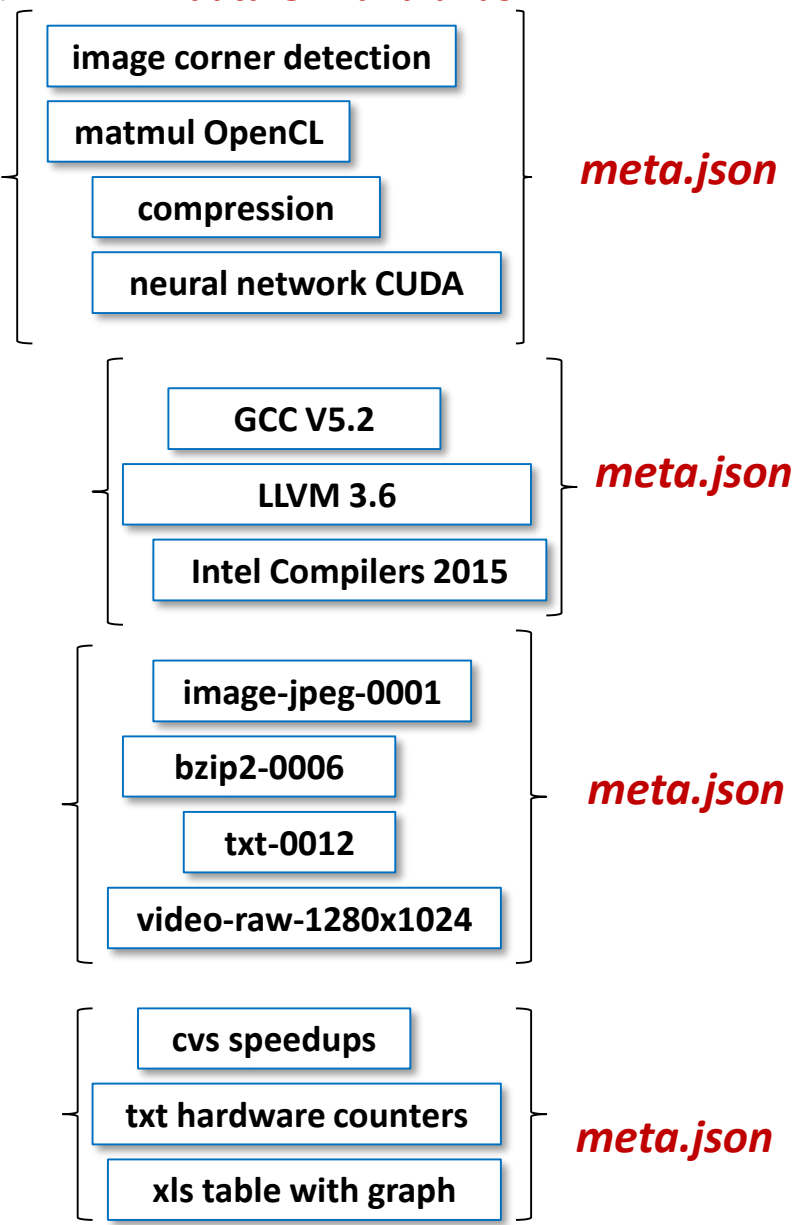 image corner detection
matmul OpenCL
meta.json
compression
neural network CUDA
GCC V5.2
meta.json
LLVM 3.6
Intel Compilers 2015
image-jpeg-0001
bzip2-0006
meta.json
txt-0012
video-raw-1280x1024
cvs speedups
txt hardware counters
meta.json
xls table with graph